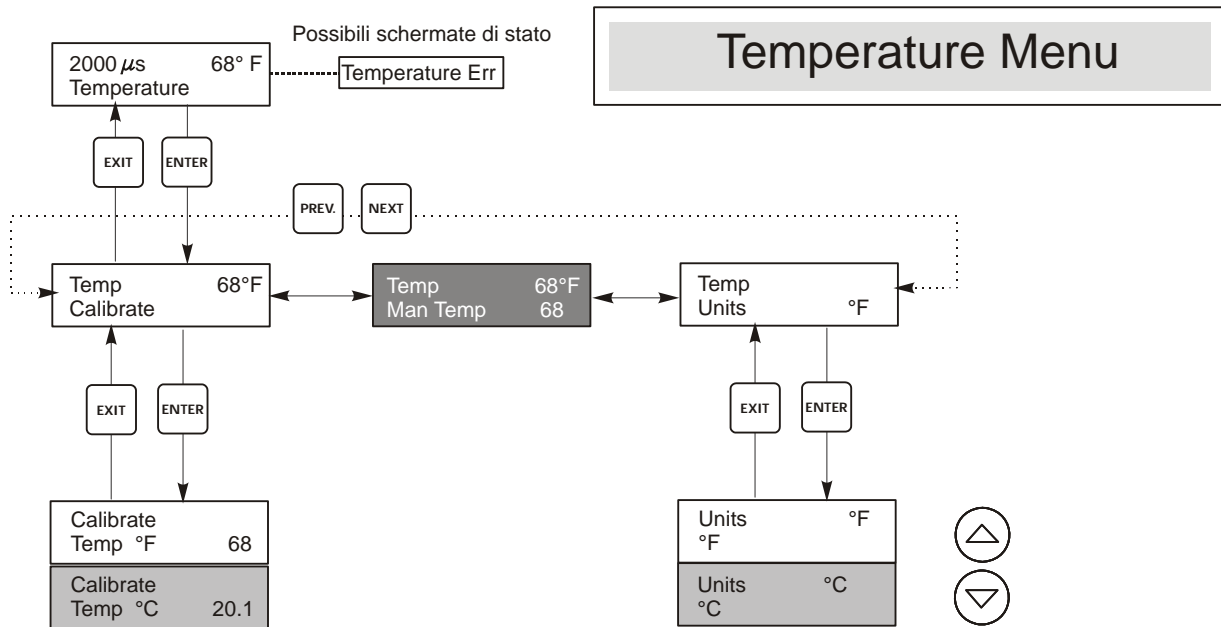 Possibili schermate di stato
Temperature Menu
2000 µs 68° F
Temperature
Temperature Err
EXIT
ENTER
PREV.
NEXT
Temp 68°F
Calibrate
Temp 68°F
Man Temp 68
Temp
Units °F
EXIT
ENTER
EXIT
ENTER
Calibrate
Temp °F 68
Calibrate
Temp °C 20.1
Units °F
°F
Units °C
°C